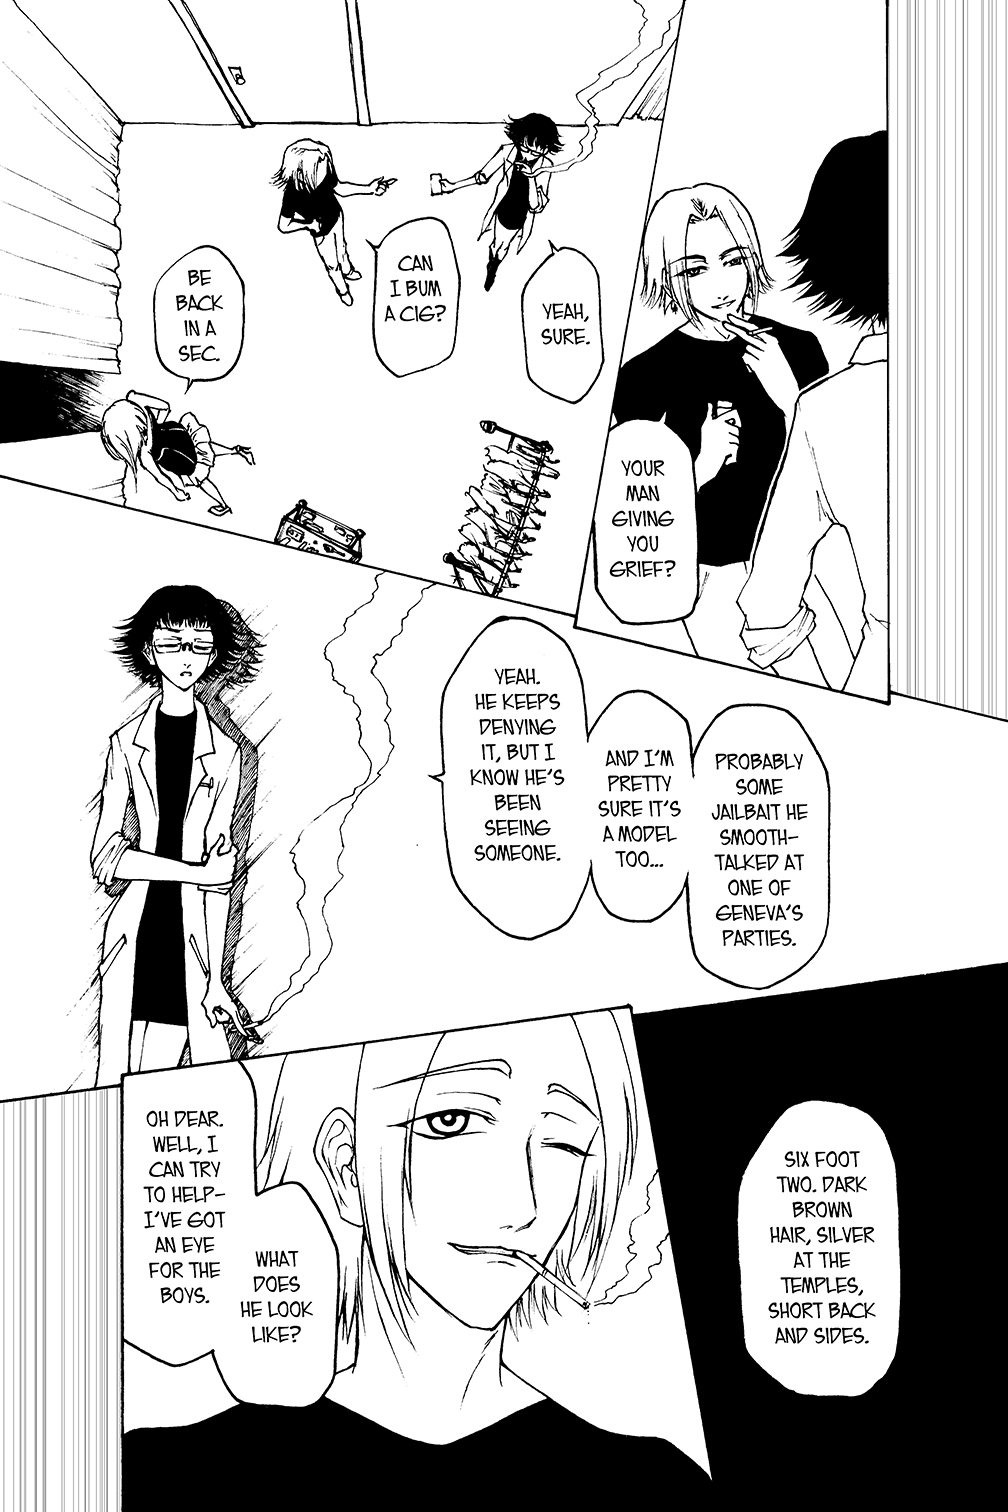 BE
BACK
IN A
SEC.
CAN
I BUM
A CIG?
YEAH,
SURE.
YOUR
MAN
GIVING
YOU
GRIEF?
YEAH.
HE KEEPS
DENYING
IT, BUT I
KNOW HE'S
BEEN
SEEING
SOMEONE.
AND I'M
PRETTY
SURE IT'S
A MODEL
TOO...
PROBABLY
SOME
JAILBAIT HE
SMOOTH-
TALKED AT
ONE OF
GENEVA'S
PARTIES.
OH DEAR.
WELL, I
CAN TRY
TO HELP-
I'VE GOT
AN EYE
FOR THE
BOYS.
WHAT
DOES
HE LOOK
LIKE?
SIX FOOT
TWO. DARK
BROWN
HAIR, SILVER
AT THE
TEMPLES,
SHORT BACK
AND SIDES.